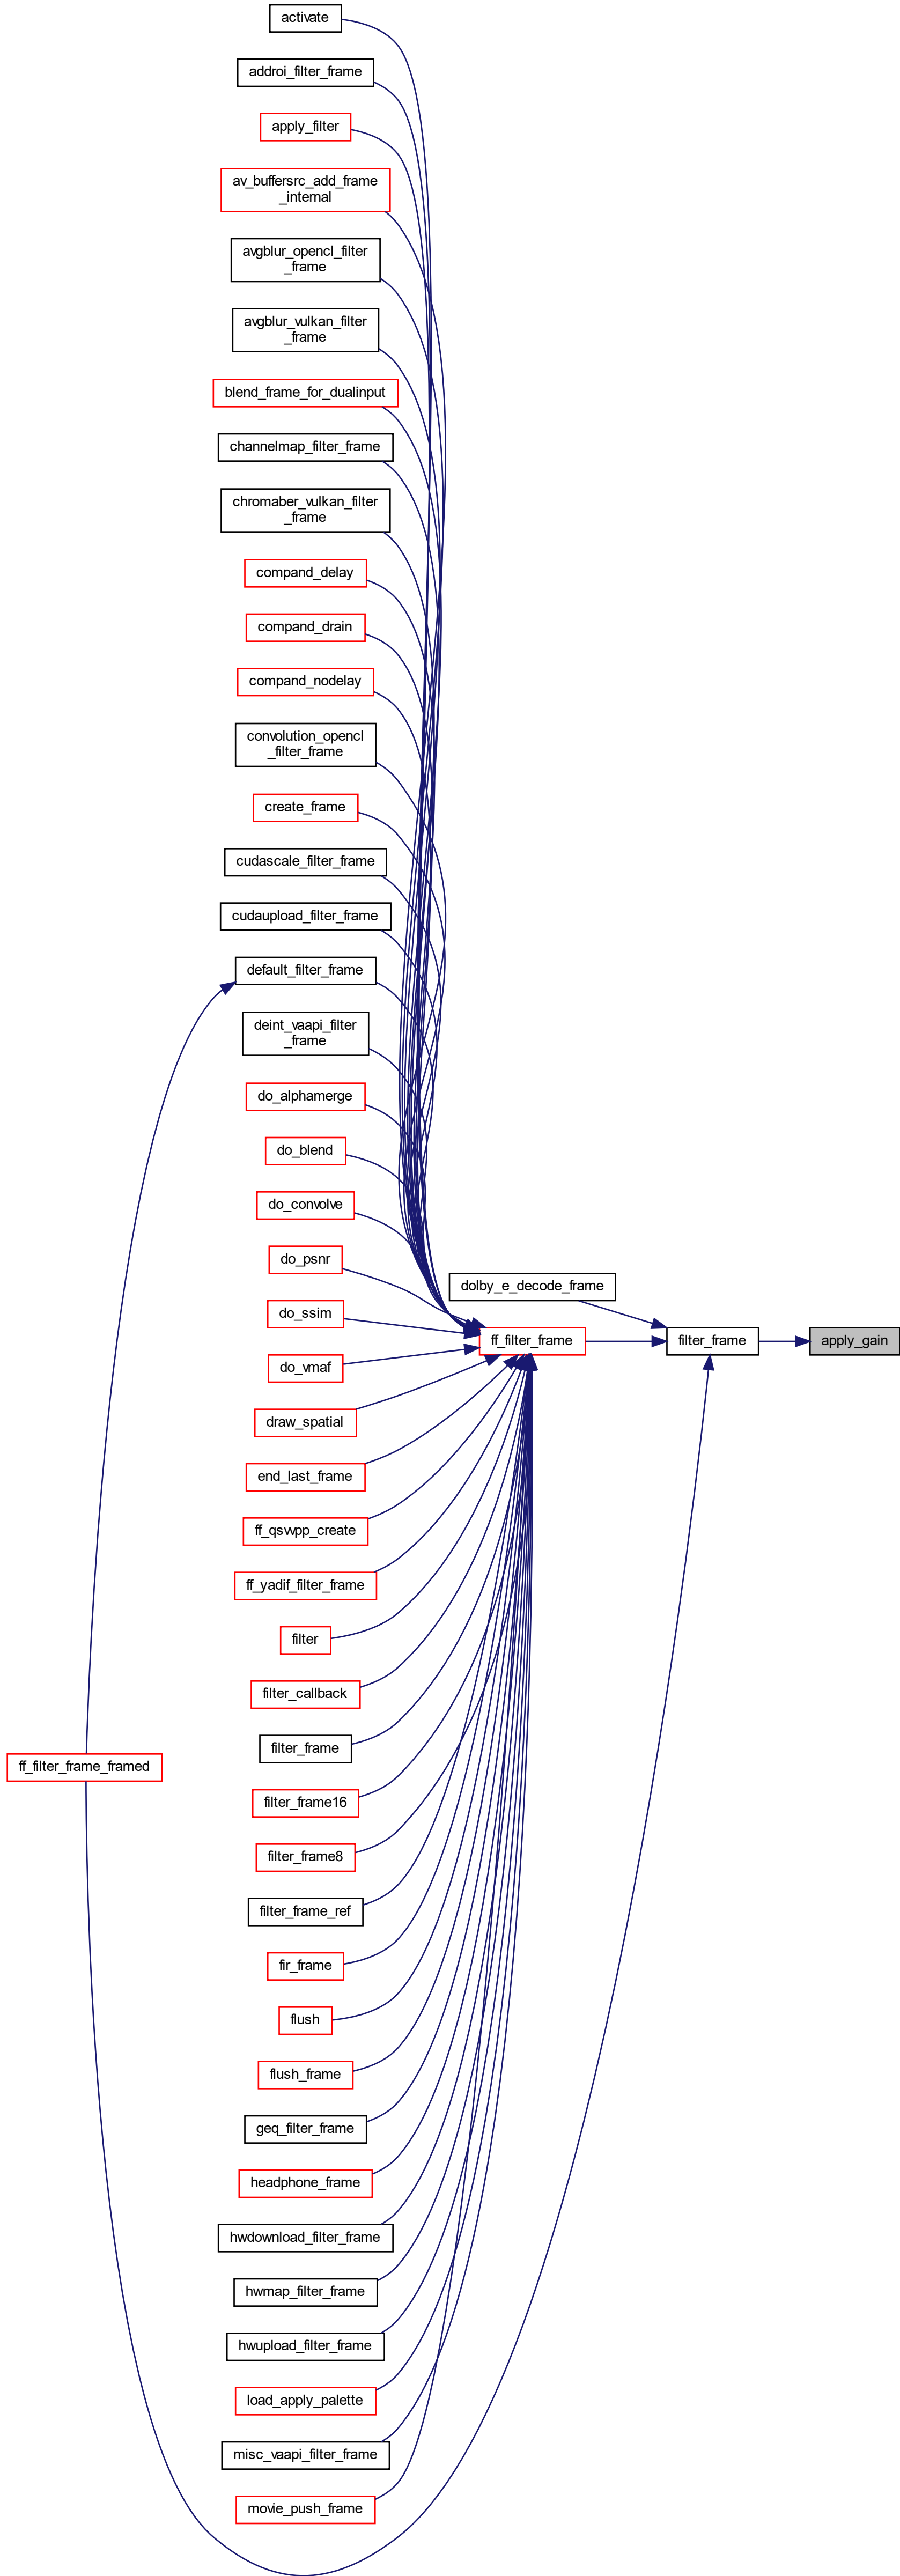 activate
addroi_filter_frame
apply_filter
av_buffersrc_add_frame
_internal
avgblur_opencl_filter
_frame
avgblur_vulkan_filter
_frame
blend_frame_for_dualinput
channelmap_filter_frame
chromaber_vulkan_filter
_frame
compand_delay
compand_drain
compand_nodelay
convolution_opencl
_filter_frame
create_frame
cudascale_filter_frame
cudaupload_filter_frame
default_filter_frame
deint_vaapi_filter
_frame
do_alphamerge
do_blend
do_convolve
do_psnr
dolby_e_decode_frame
do_ssim
ff_filter_frame
filter_frame
apply_gain
do_vmaf
draw_spatial
end_last_frame
ff_qsvvpp_create
ff_yadif_filter_frame
filter
filter_callback
filter_frame
ff_filter_frame_framed
filter_frame16
filter_frame8
filter_frame_ref
fir_frame
flush
flush_frame
geq_filter_frame
headphone_frame
hwdownload_filter_frame
hwmap_filter_frame
hwupload_filter_frame
load_apply_palette
misc_vaapi_filter_frame
movie_push_frame